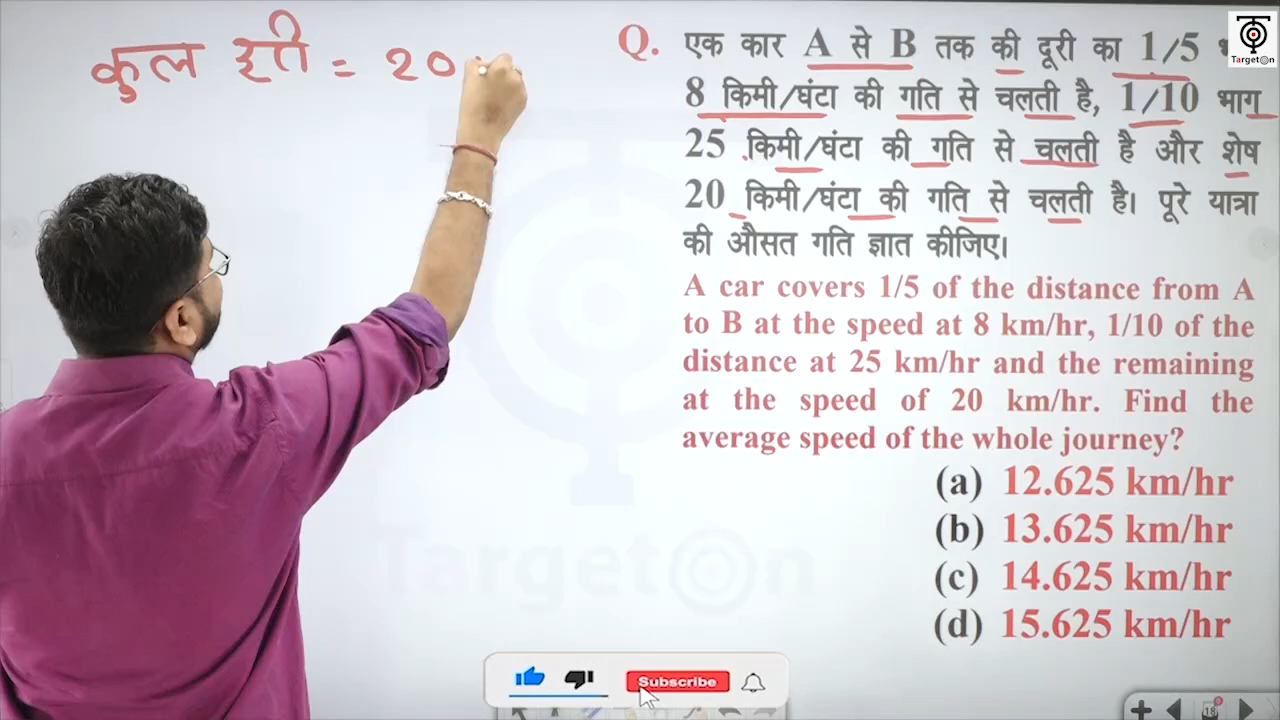 कुल दूरी = 20
Q. एक कार A से B तक की दूरी का 1/5
8 किमी/घंटा की गति से चलती है, 1/10 भाग
25 किमी/घंटा की गति से चलती है और शेष
20 किमी/घंटा की गति से चलती है। पूरे यात्रा
की औसत गति ज्ञात कीजिए।
A car covers 1/5 of the distance from A
to B at the speed at 8 km/hr, 1/10 of the
distance at 25 km/hr and the remaining
at the speed of 20 km/hr. Find the
average speed of the whole journey?
(a) 12.625 km/hr
(b) 13.625 km/hr
(c) 14.625 km/hr
(d) 15.625 km/hr
TargetOn
TargetOn
Subscribe
18